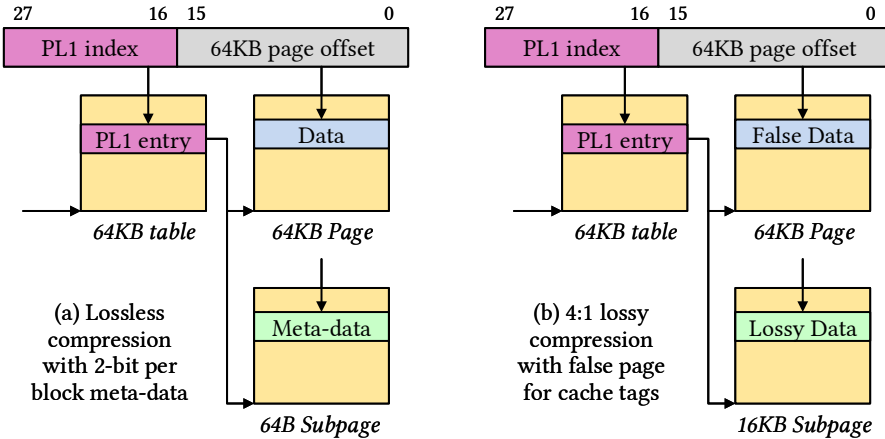 27 16 15 0
PL1 index 64KB page offset
PL1 entry
Data
64KB table
64KB Page
Meta-data
64B Subpage
(a) Lossless
compression
with 2-bit per
block meta-data
27 16 15 0
PL1 index 64KB page offset
PL1 entry
False Data
64KB table
64KB Page
Lossy Data
16KB Subpage
(b) 4:1 lossy
compression
with false page
for cache tags